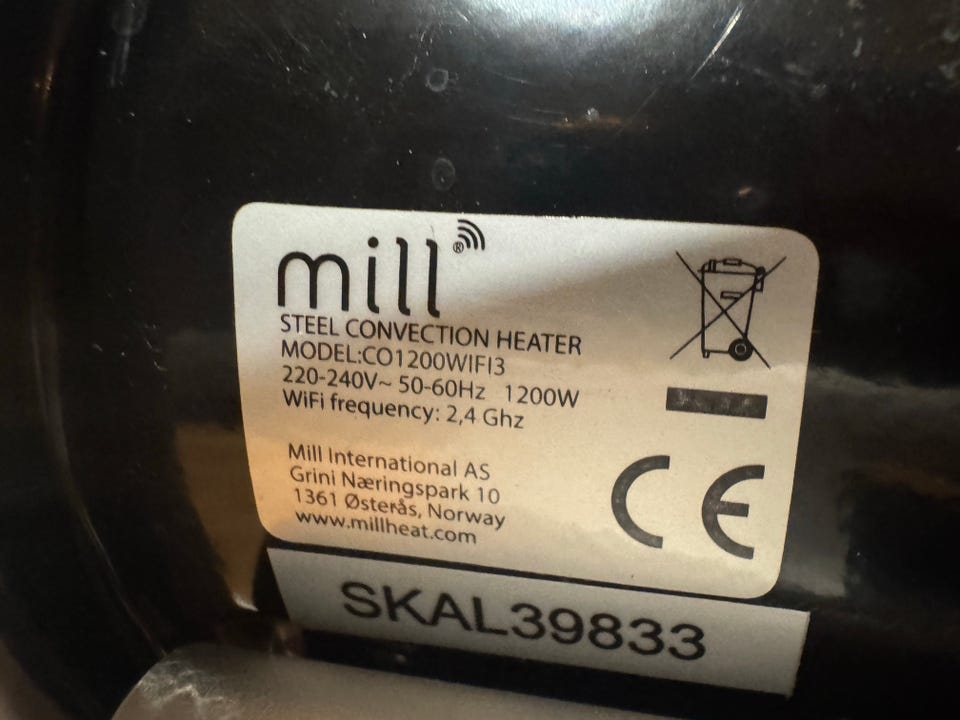 mill®
STEEL CONVECTION HEATER
MODEL:CO1200WIFI3
220-240V~ 50-60Hz 1200W
WiFi frequency: 2,4 Ghz
Mill International AS
Grini Næringspark 10
1361 Østerås, Norway
www.millheat.com
CE
SKAL39833